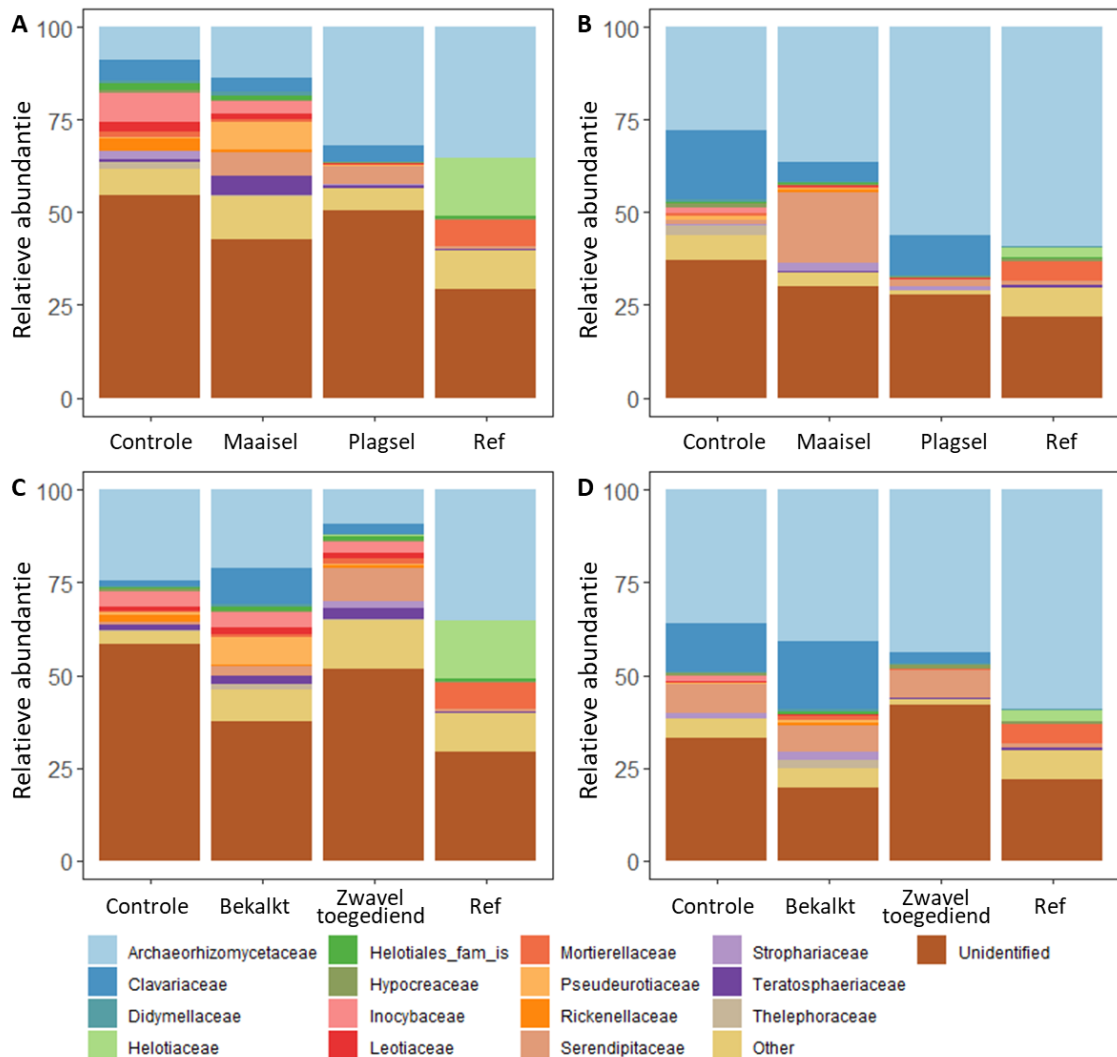 A
B
Relatieve abundantie
100
75
50
25
0
Controle Maaisel Plagsel Ref
Relatieve abundantie
100
75
50
25
0
Controle Maaisel Plagsel Ref
C
D
Relatieve abundantie
100
75
50
25
0
Controle Bekalkt Zwavel Ref
toegediend
Relatieve abundantie
100
75
50
25
0
Controle Bekalkt Zwavel Ref
toegediend
Archaeorhizomycetaceae
Clavariaceae
Didymellaceae
Helotiaceae
Helotiales_fam_is
Hypocreaceae
Inocybaceae
Leotiaceae
Mortierellaceae
Pseudeurotiaceae
Rickenellaceae
Serendipitaceae
Strophariaceae
Teratosphaeriaceae
Thelephoraceae
Other
Unidentified